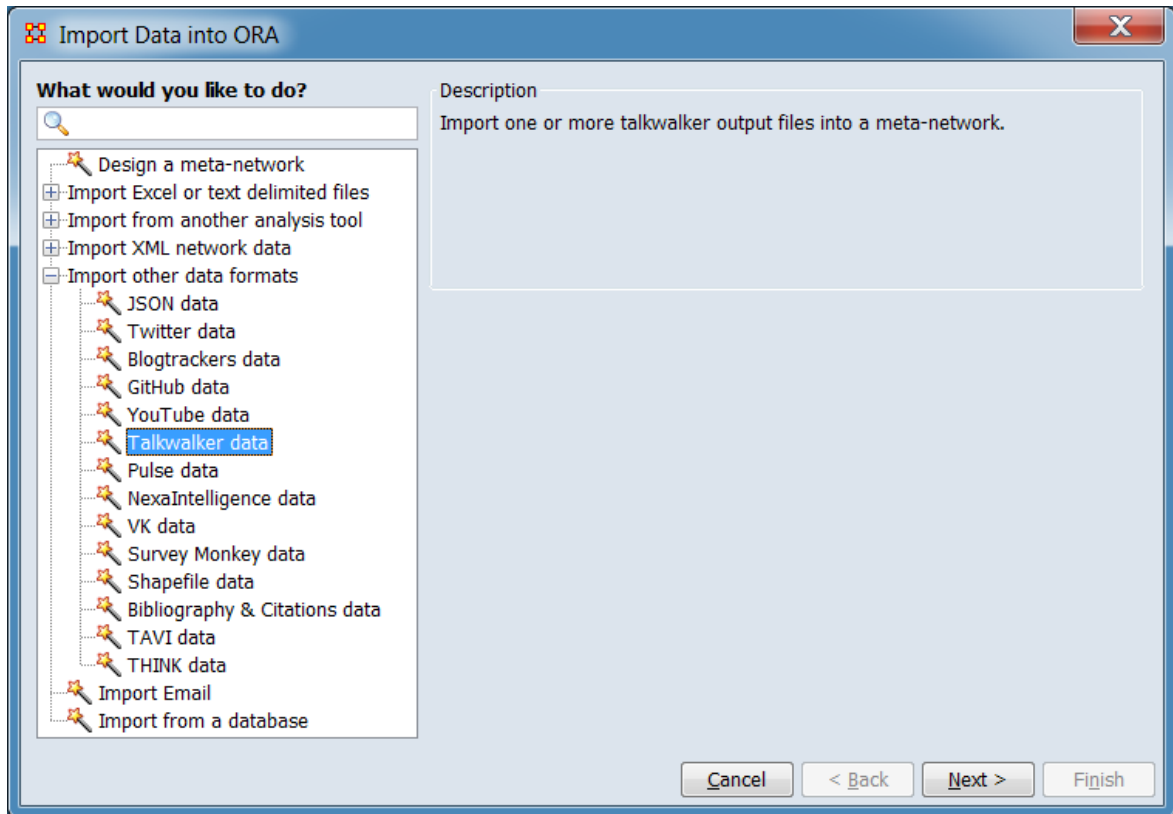 Import Data into ORA
What would you like to do?
Design a meta-network
Import Excel or text delimited files
Import from another analysis tool
Import XML network data
Import other data formats
JSON data
Twitter data
Blogtrackers data
GitHub data
YouTube data
Talkwalker data
Pulse data
NexaIntelligence data
VK data
Survey Monkey data
Shapefile data
Bibliography & Citations data
TAVI data
THINK data
Import Email
Import from a database
Description
Import one or more talkwalker output files into a meta-network.
Cancel
< Back
Next >
Finish